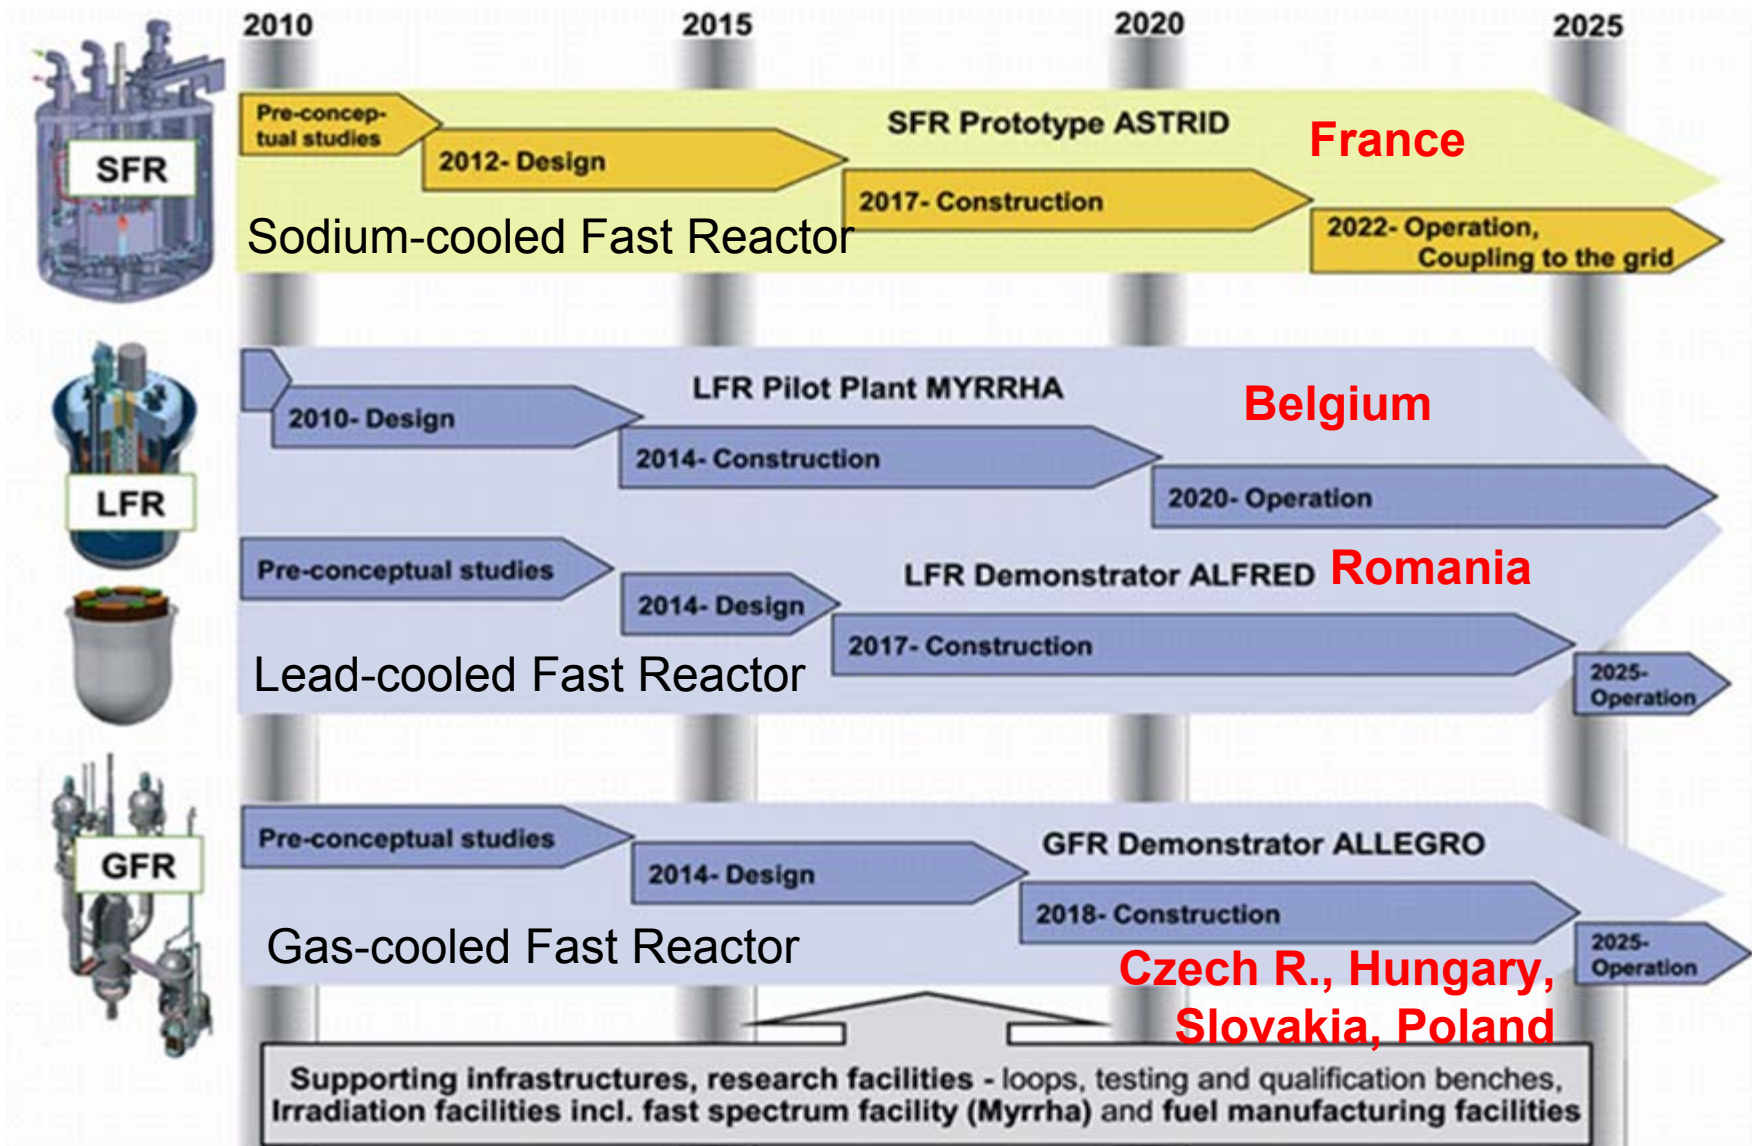 2010 2015 2020 2025
SFR
Pre-concep-
tual studies
2012- Design
SFR Prototype ASTRID
France
2017- Construction
2022- Operation,
Coupling to the grid
Sodium-cooled Fast Reactor
LFR
2010- Design
LFR Pilot Plant MYRRHA
Belgium
2014- Construction
2020- Operation
Pre-conceptual studies
2014- Design
LFR Demonstrator ALFRED
Romania
2017- Construction
2025-
Operation
Lead-cooled Fast Reactor
GFR
Pre-conceptual studies
2014- Design
GFR Demonstrator ALLEGRO
2018- Construction
2025-
Operation
Gas-cooled Fast Reactor
Czech R., Hungary,
Slovakia, Poland
Supporting infrastructures, research facilities - loops, testing and qualification benches,
Irradiation facilities incl. fast spectrum facility (Myrrha) and fuel manufacturing facilities